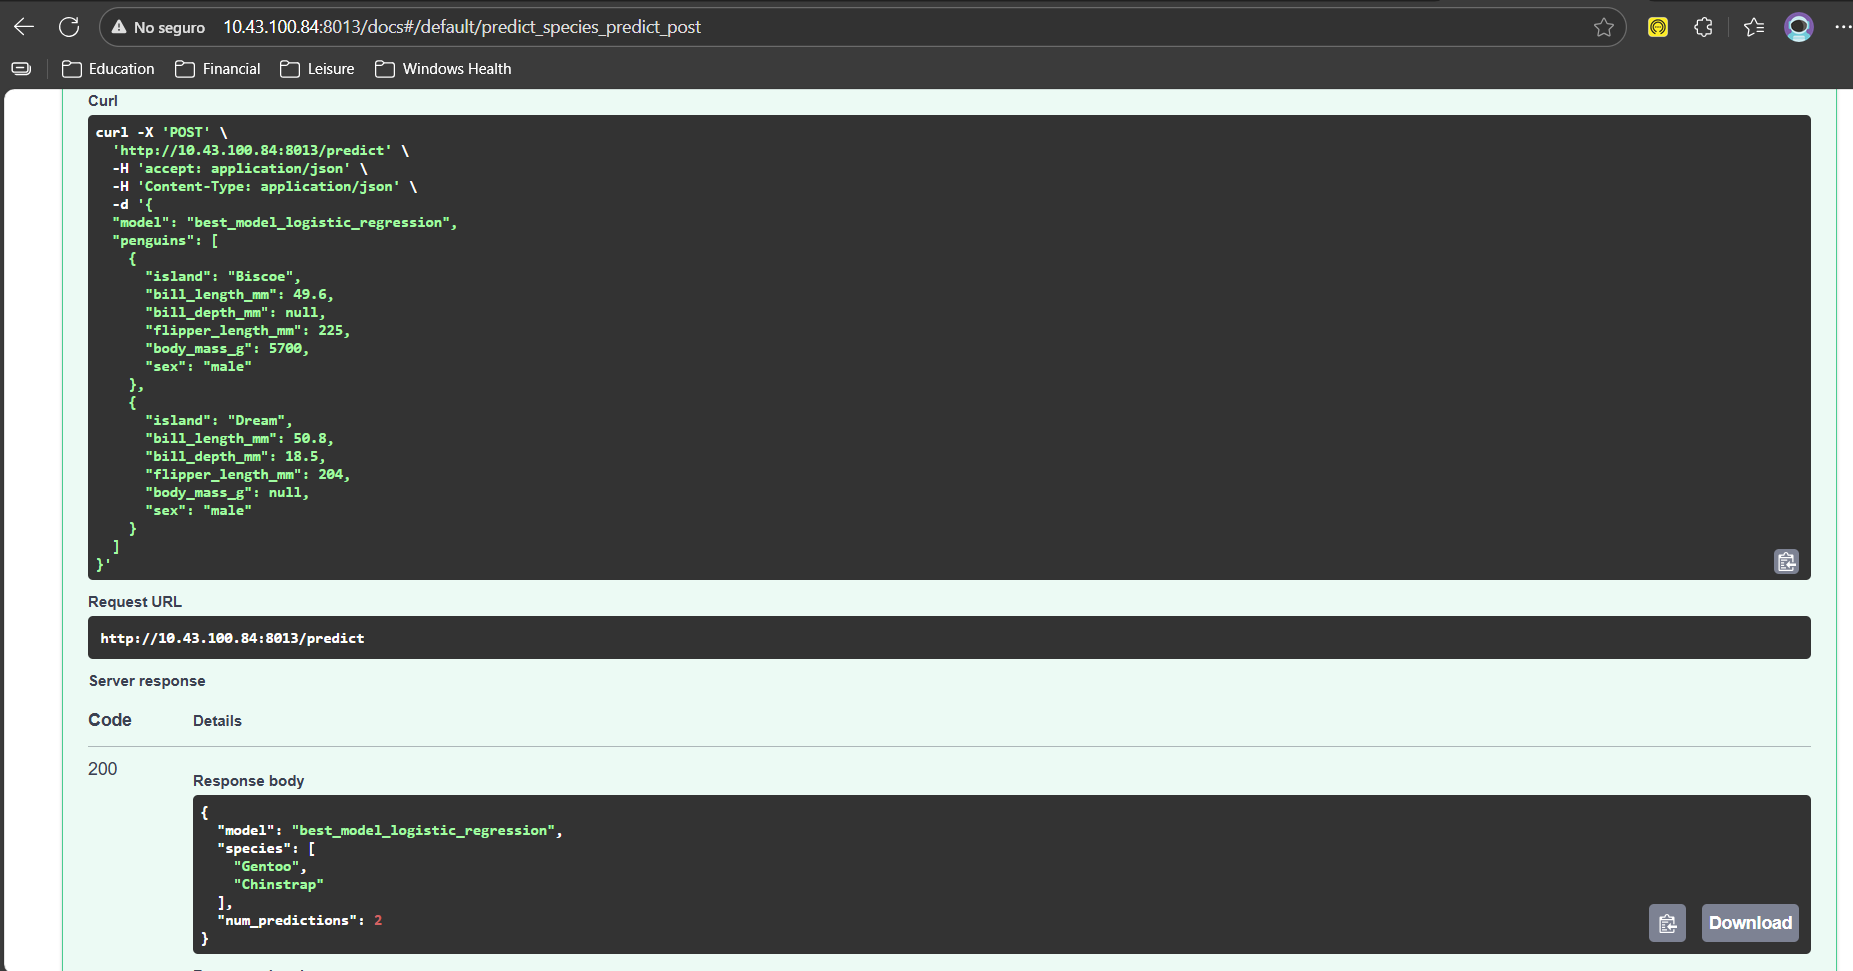 No seguro 10.43.100.84:8013/docs#/default/predict_species_predict_post
Education Financial Leisure Windows Health
Curl
curl -X 'POST' \
  'http://10.43.100.84:8013/predict' \
  -H 'accept: application/json' \
  -H 'Content-Type: application/json' \
  -d '{
  "model": "best_model_logistic_regression",
  "penguins": [
    {
      "island": "Biscoe",
      "bill_length_mm": 49.6,
      "bill_depth_mm": null,
      "flipper_length_mm": 225,
      "body_mass_g": 5700,
      "sex": "male"
    },
    {
      "island": "Dream",
      "bill_length_mm": 50.8,
      "bill_depth_mm": 18.5,
      "flipper_length_mm": 204,
      "body_mass_g": null,
      "sex": "male"
    }
  ]
}'
Request URL
http://10.43.100.84:8013/predict
Server response
Code Details
200
Response body
{
  "model": "best_model_logistic_regression",
  "species": [
    "Gentoo",
    "Chinstrap"
  ],
  "num_predictions": 2
}
Download